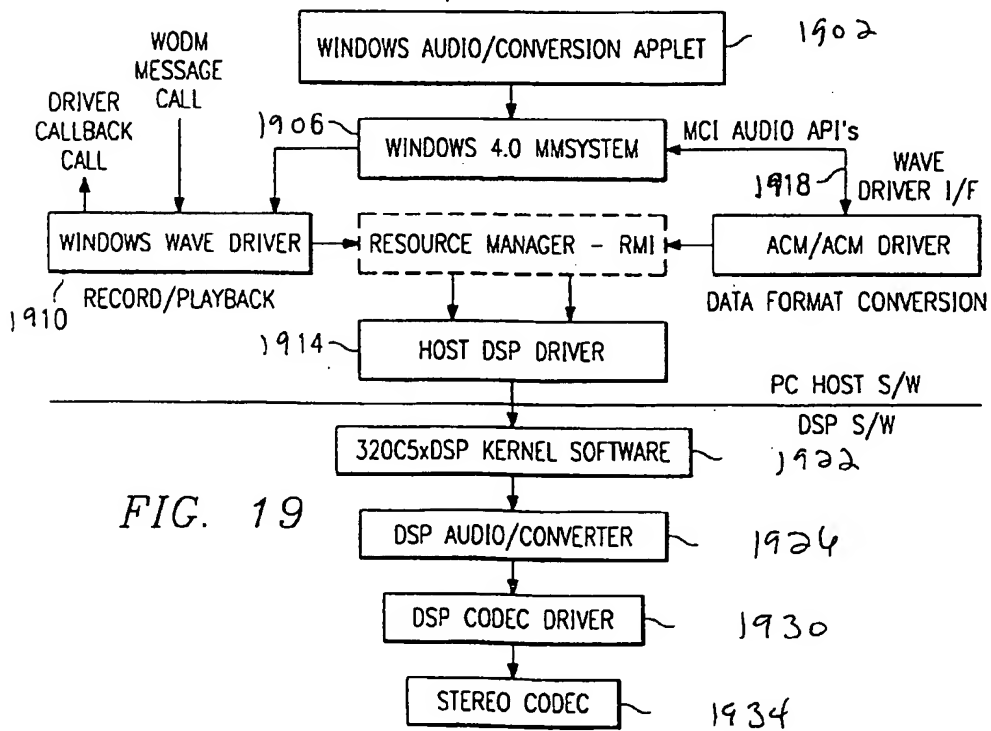 WINDOWS AUDIO/CONVERSION APPLET
1902
WODM
MESSAGE
CALL
DRIVER
CALLBACK
CALL
1906
WINDOWS 4.0 MMSYSTEM
MCI AUDIO API's
1918
WAVE
DRIVER I/F
WINDOWS WAVE DRIVER
RESOURCE MANAGER - RMI
ACM/ACM DRIVER
1910
RECORD/PLAYBACK
DATA FORMAT CONVERSION
1914
HOST DSP DRIVER
PC HOST S/W
DSP S/W
320C5xDSP KERNEL SOFTWARE
1922
FIG. 19
DSP AUDIO/CONVERTER
1926
DSP CODEC DRIVER
1930
STEREO CODEC
1934